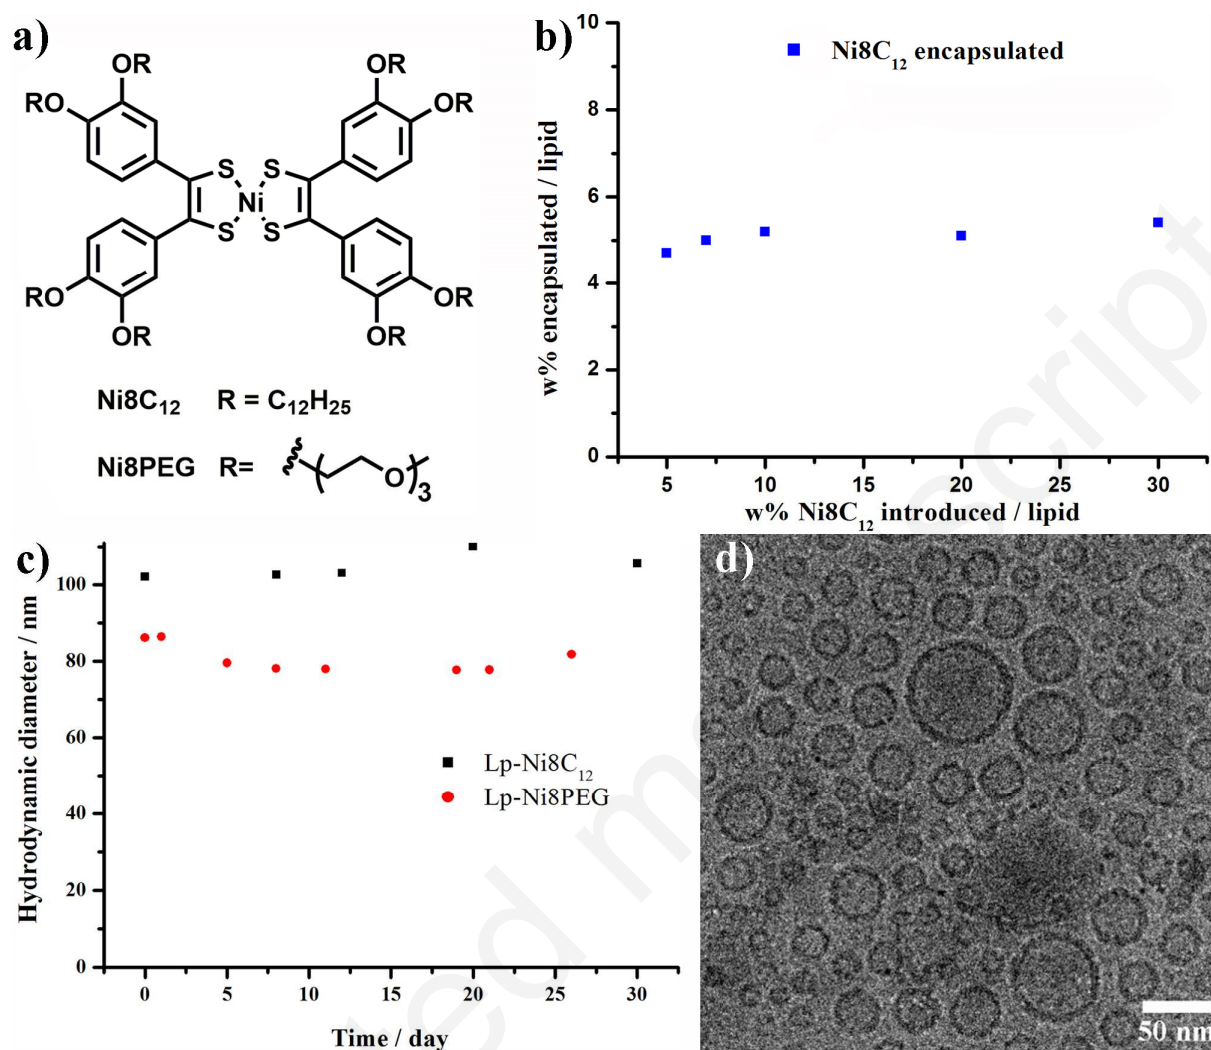 a)
OR
OR
RO
OR
S
S
Ni
S
S
RO
OR
OR
OR
Ni8C₁₂ R = C₁₂H₂₅
Ni8PEG R=
O
3
b)
Ni8C₁₂ encapsulated
w% encapsulated / lipid
10
8
6
4
2
0
5
10
15
20
25
30
w% Ni8C₁₂ introduced / lipid
c)
Hydrodynamic diameter / nm
100
80
60
40
20
0
Lp-Ni8C₁₂
Lp-Ni8PEG
0
5
10
15
20
25
30
Time / day
d)
50 nm
script
ted m